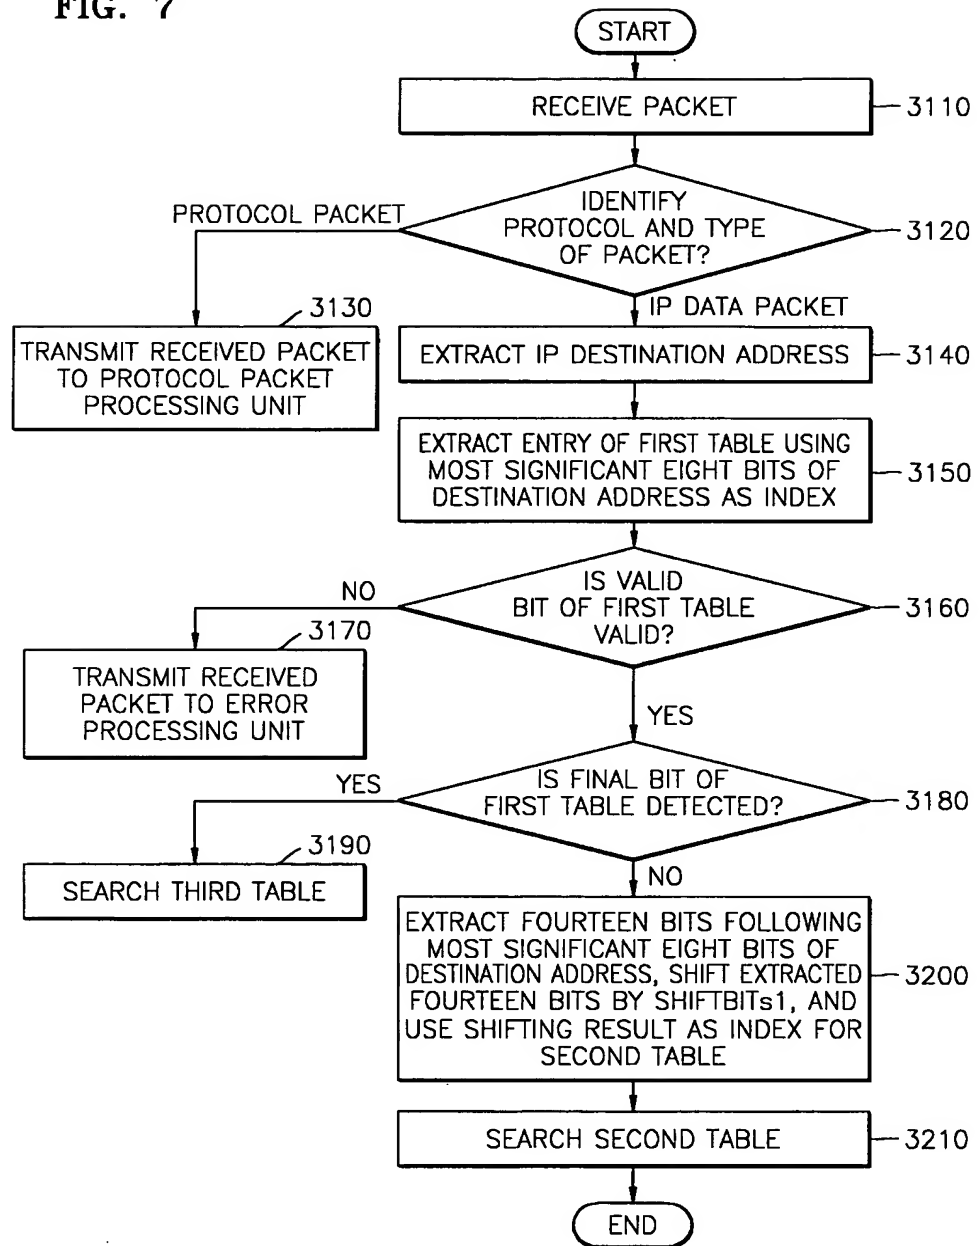 FIG. 7
START
RECEIVE PACKET
3110
IDENTIFY
PROTOCOL AND TYPE
OF PACKET?
3120
PROTOCOL PACKET
IP DATA PACKET
3130
TRANSMIT RECEIVED PACKET
TO PROTOCOL PACKET
PROCESSING UNIT
EXTRACT IP DESTINATION ADDRESS
3140
EXTRACT ENTRY OF FIRST TABLE USING
MOST SIGNIFICANT EIGHT BITS OF
DESTINATION ADDRESS AS INDEX
3150
IS VALID
BIT OF FIRST TABLE
VALID?
3160
NO
3170
TRANSMIT RECEIVED
PACKET TO ERROR
PROCESSING UNIT
YES
IS FINAL BIT OF
FIRST TABLE DETECTED?
3180
YES
3190
SEARCH THIRD TABLE
NO
EXTRACT FOURTEEN BITS FOLLOWING
MOST SIGNIFICANT EIGHT BITS OF
DESTINATION ADDRESS, SHIFT EXTRACTED
FOURTEEN BITS BY SHIFTBITs1, AND
USE SHIFTING RESULT AS INDEX FOR
SECOND TABLE
3200
SEARCH SECOND TABLE
3210
END